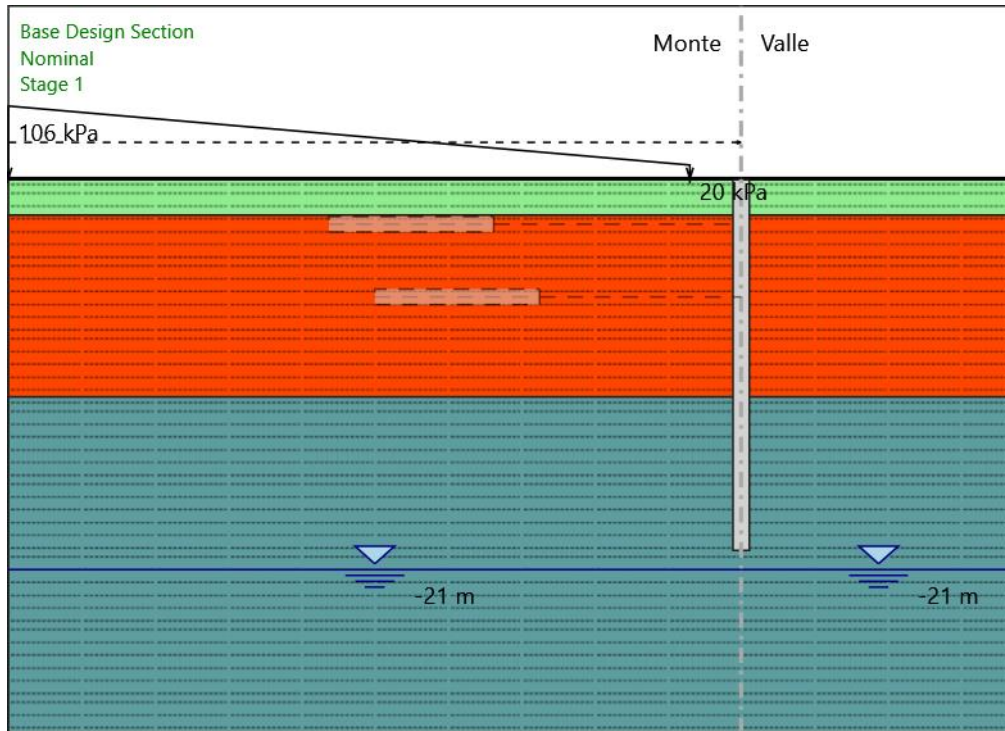 Base Design Section
Nominal
Stage 1
Monte
Valle
106 kPa
20 kPa
-21 m
-21 m